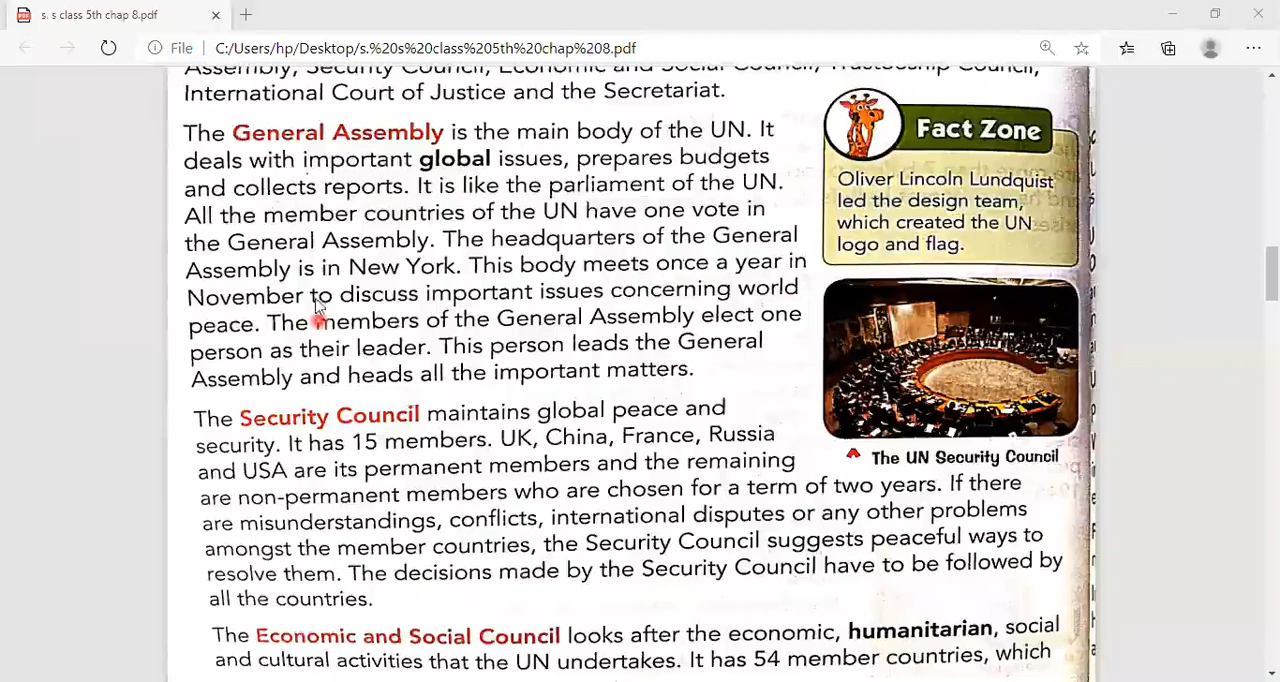 s. s class 5th chap 8.pdf
File
C:/Users/hp/Desktop/s.%20s%20class%205th%20chap%208.pdf
Assembly, Security Council, Economic and Social Council, Trusteeship Council,
International Court of Justice and the Secretariat.
The General Assembly is the main body of the UN. It
deals with important global issues, prepares budgets
and collects reports. It is like the parliament of the UN.
All the member countries of the UN have one vote in
the General Assembly. The headquarters of the General
Assembly is in New York. This body meets once a year in
November to discuss important issues concerning world
peace. The members of the General Assembly elect one
person as their leader. This person leads the General
Assembly and heads all the important matters.
Fact Zone
Oliver Lincoln Lundquist
led the design team,
which created the UN
logo and flag.
The UN Security Council
The Security Council maintains global peace and
security. It has 15 members. UK, China, France, Russia
and USA are its permanent members and the remaining
are non-permanent members who are chosen for a term of two years. If there
are misunderstandings, conflicts, international disputes or any other problems
amongst the member countries, the Security Council suggests peaceful ways to
resolve them. The decisions made by the Security Council have to be followed by
all the countries.
The Economic and Social Council looks after the economic, humanitarian, social
and cultural activities that the UN undertakes. It has 54 member countries, which